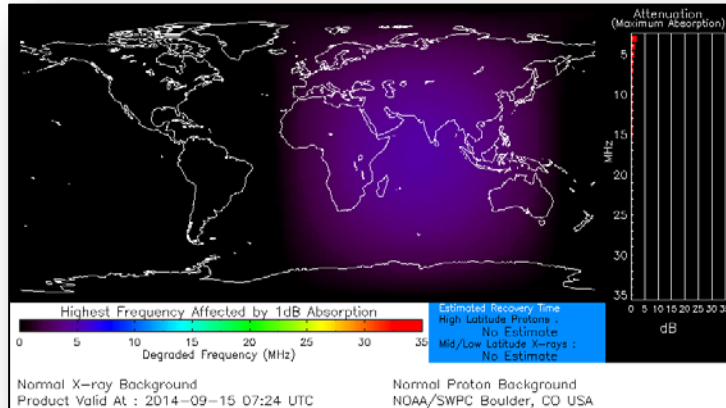 Attenuation
(Maximum Absorption)
5
10
15
20
25
30
35
MHz
0 5 10 15 20 25 30 35
dB
Highest Frequency Affected by 1dB Absorption
0 5 10 15 20 25 30 35
Degraded Frequency (MHz)
Estimated Recovery Time
High Latitude Protons :
No Estimate
Mid/Low Latitude X-rays :
No Estimate
Normal X-ray Background
Product Valid At : 2014-09-15 07:24 UTC
Normal Proton Background
NOAA/SWPC Boulder, CO USA